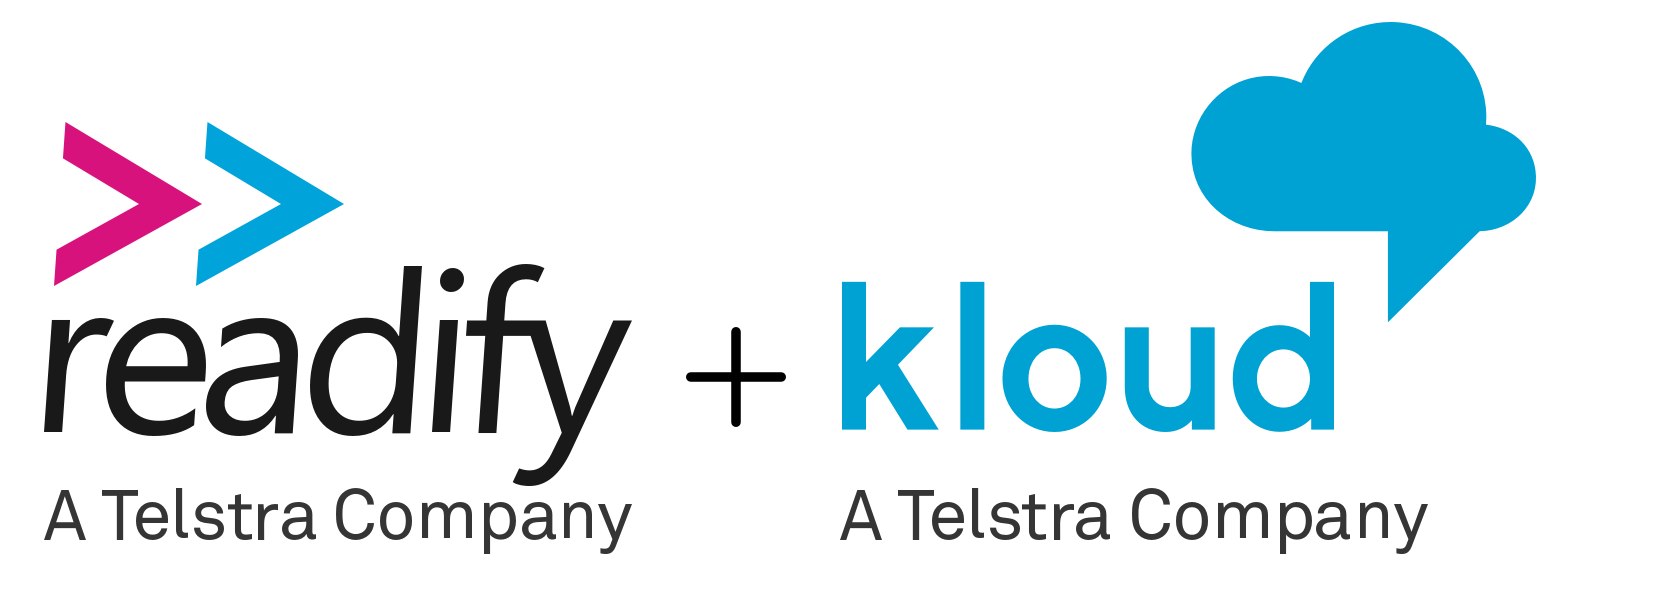 readify + kloud
A Telstra Company A Telstra Company